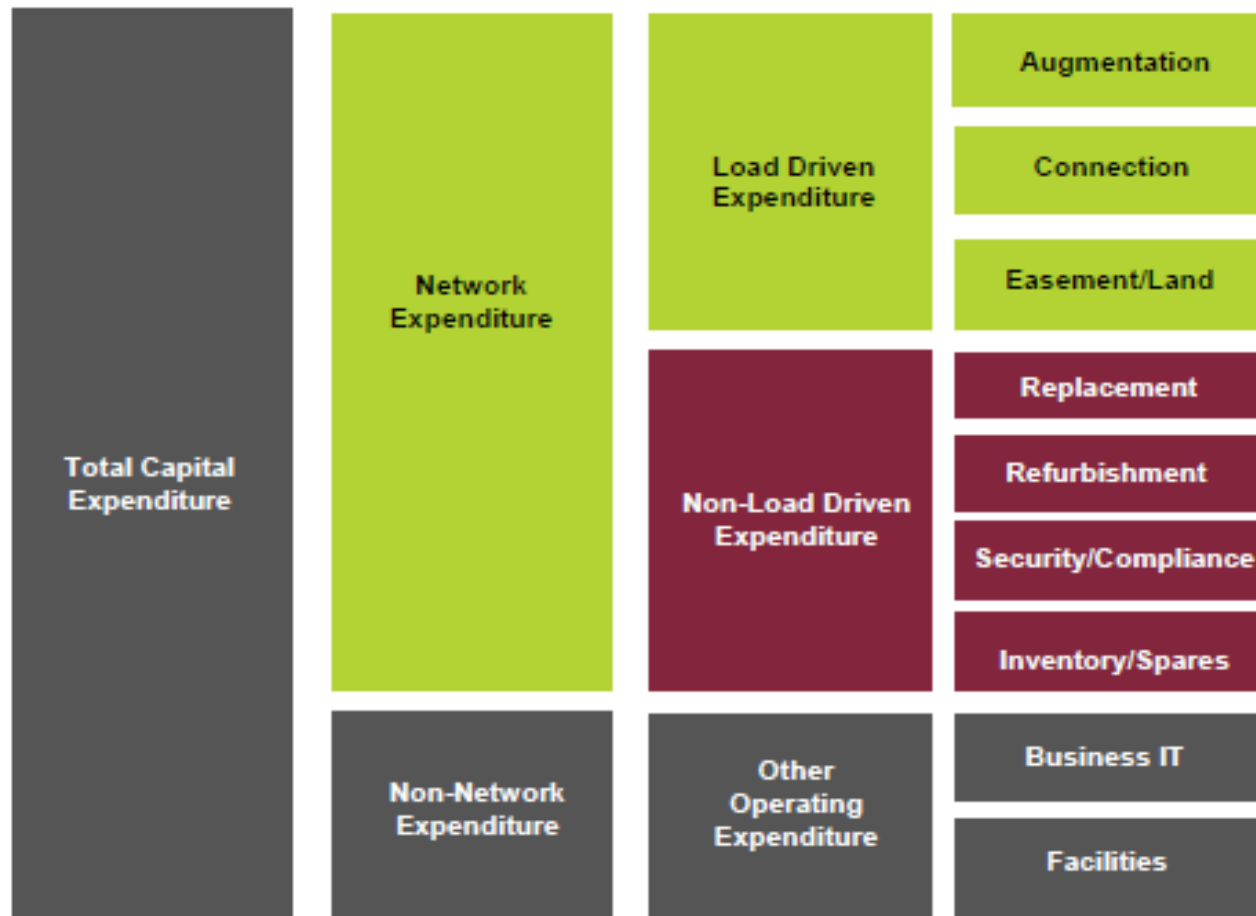 Total Capital
Expenditure
Network
Expenditure
Non-Network
Expenditure
Load Driven
Expenditure
Non-Load Driven
Expenditure
Other
Operating
Expenditure
Augmentation
Connection
Easement/Land
Replacement
Refurbishment
Security/Compliance
Inventory/Spares
Business IT
Facilities